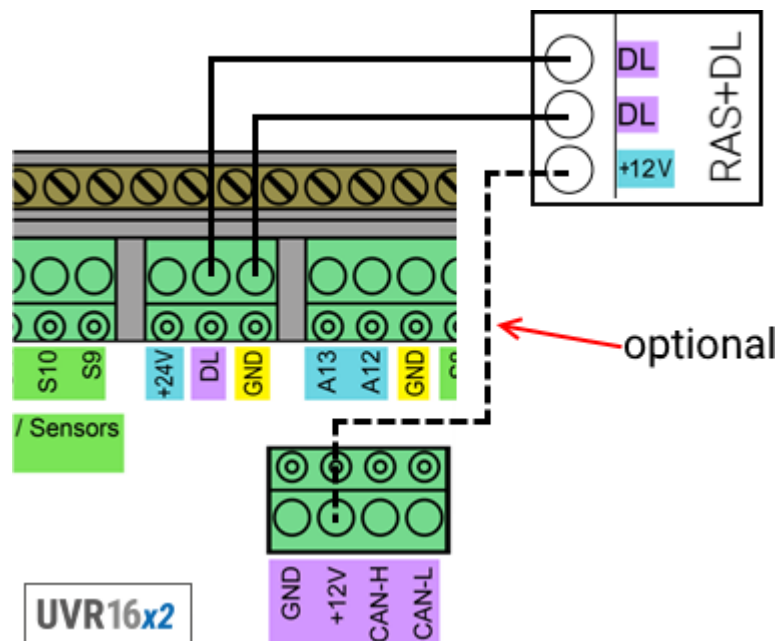 DL
DL
+12V
RAS+DL
optional
S10
S9
+24V
DL
GND
A13
A12
GND
S8
/ Sensors
GND
+12V
CAN-H
CAN-L
UVR16x2